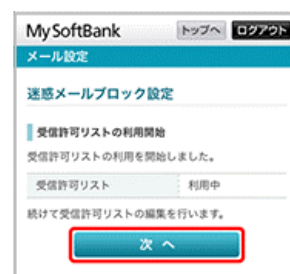 My SoftBank トップへ ログアウト
メール設定
迷惑メールブロック設定
受信許可リストの利用開始
受信許可リストの利用を開始しました。
受信許可リスト 利用中
続けて受信許可リストの編集を行います。
次 へ